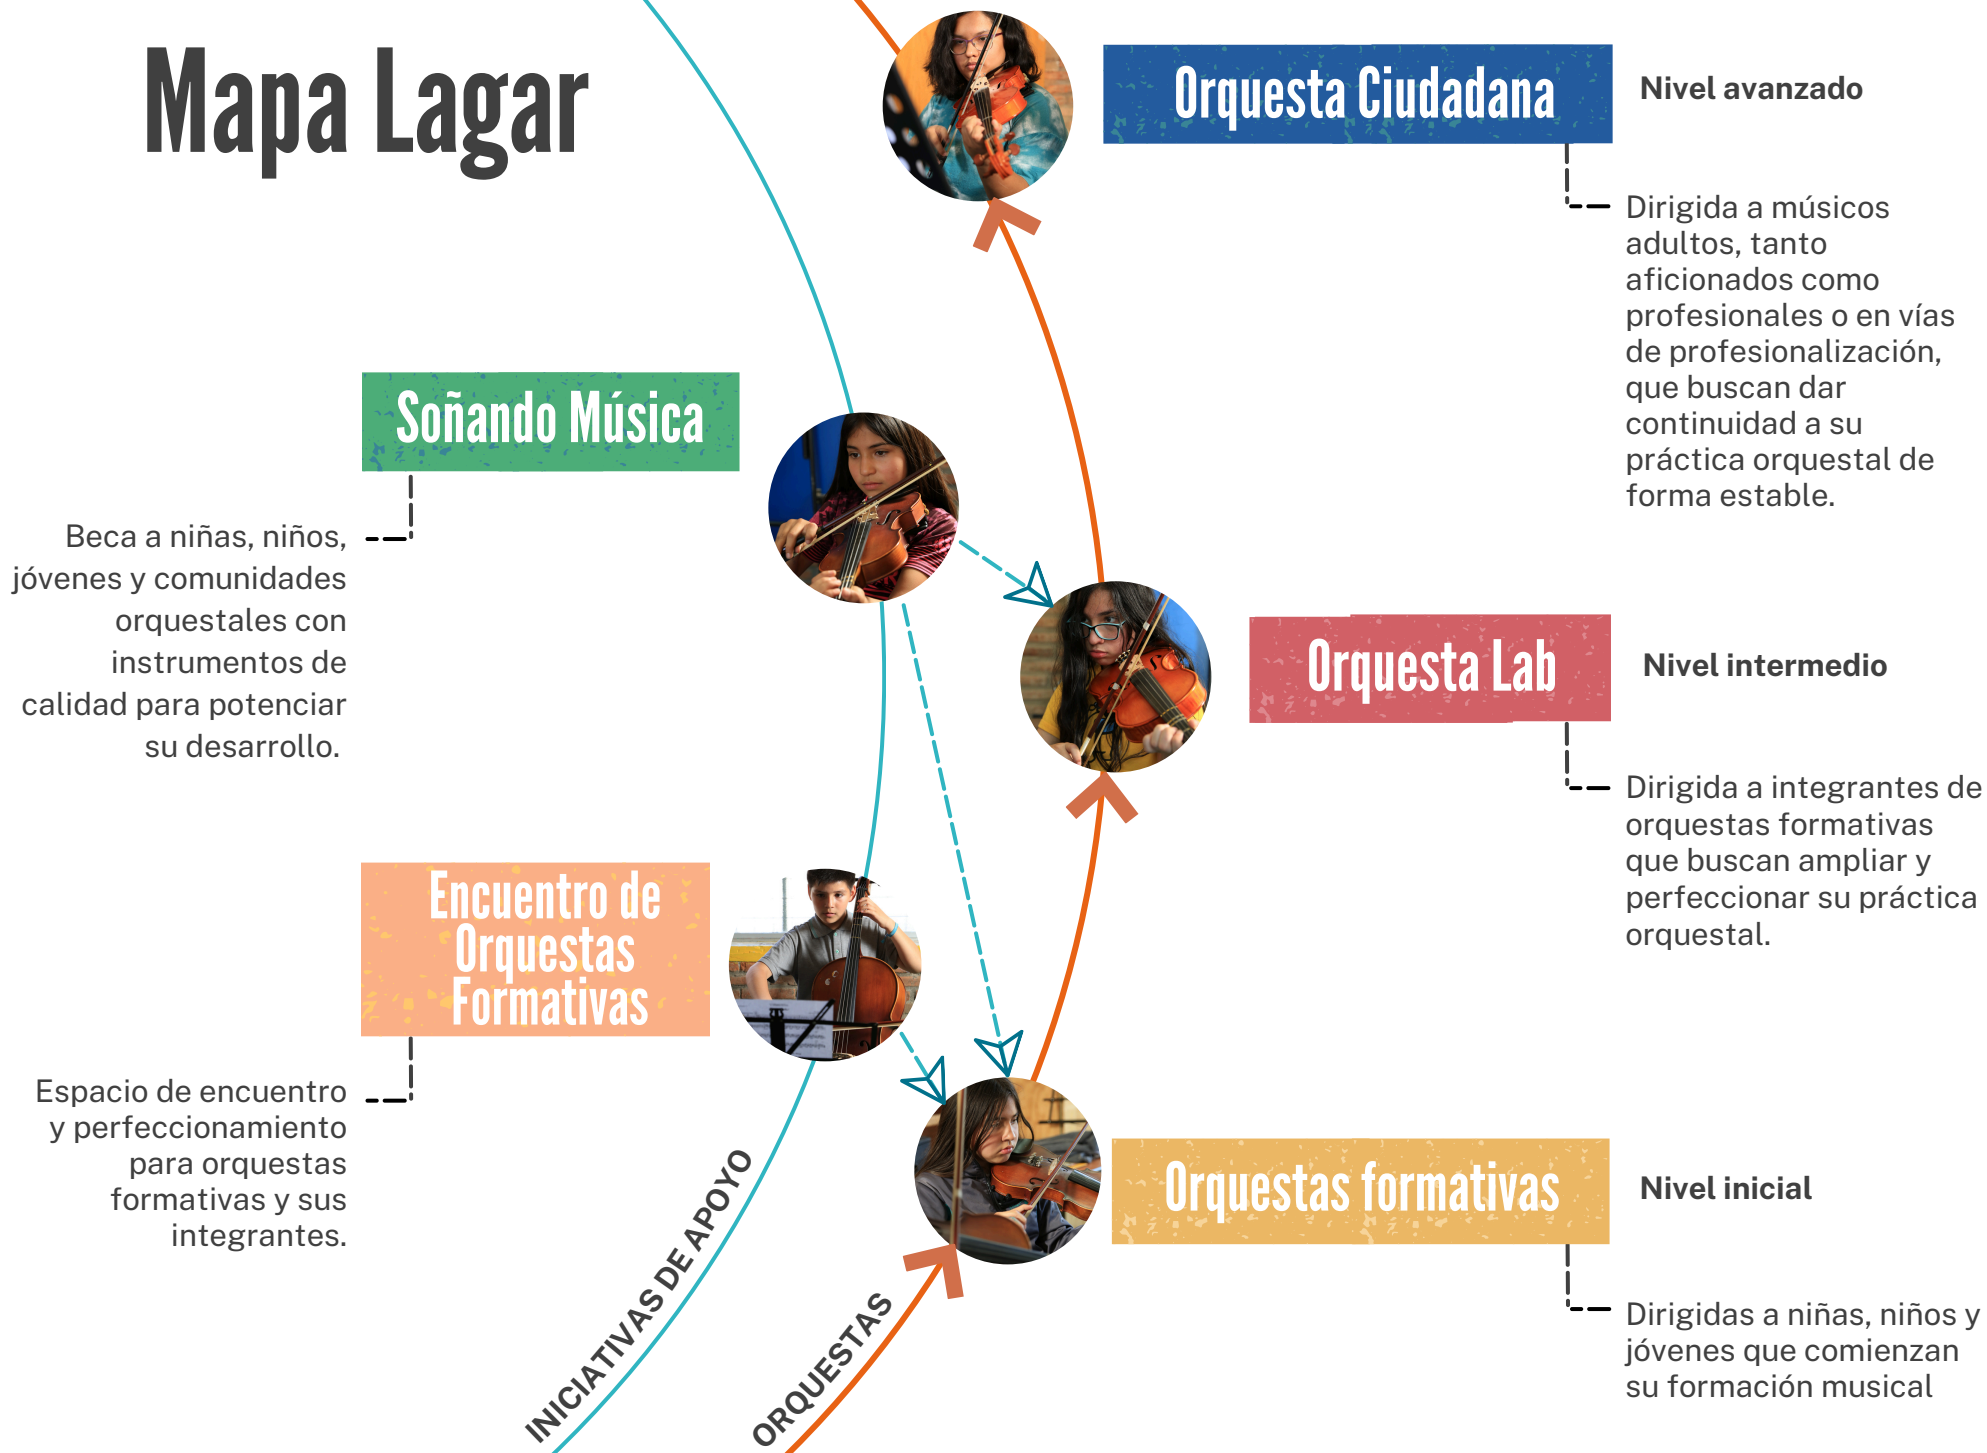 Mapa Lagar
Orquesta Ciudadana
Nivel avanzado
Dirigida a músicos
adultos, tanto
aficionados como
profesionales o en vías
de profesionalización,
que buscan dar
continuidad a su
práctica orquestal de
forma estable.
Soñando Música
Beca a niñas, niños,
jóvenes y comunidades
orquestales con
instrumentos de
calidad para potenciar
su desarrollo.
Orquesta Lab
Nivel intermedio
Dirigida a integrantes de
orquestas formativas
que buscan ampliar y
perfeccionar su práctica
orquestal.
Encuentro de
Orquestas
Formativas
Espacio de encuentro
y perfeccionamiento
para orquestas
formativas y sus
integrantes.
Orquestas formativas
Nivel inicial
Dirigidas a niñas, niños y
jóvenes que comienzan
su formación musical
INICIATIVAS DE APOYO
ORQUESTAS